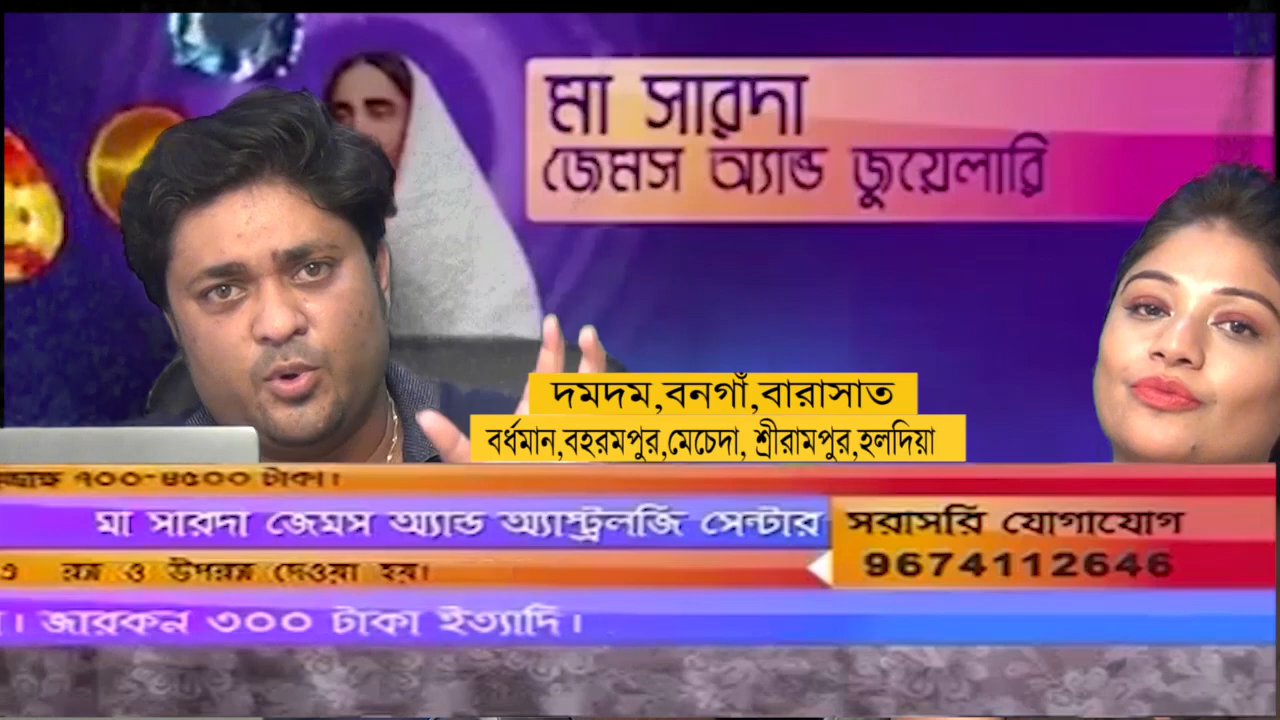 মা সারদা
জেমস অ্যান্ড জুয়েলারি
দমদম,বনগাঁ,বারাসাত
বর্ধমান,বহরমপুর,মেচেদা, শ্রীরামপুর,হলদিয়া
৭০০-৪৫০০ টাকা।
মা সারদা জেমস অ্যান্ড অ্যাস্ট্রলজি সেন্টার
সরাসরি যোগাযোগ
9674112646
রত্ন ও উপরত্ন দেওয়া হয়।
। জারকন ৩০০ টাকা ইত্যাদি।